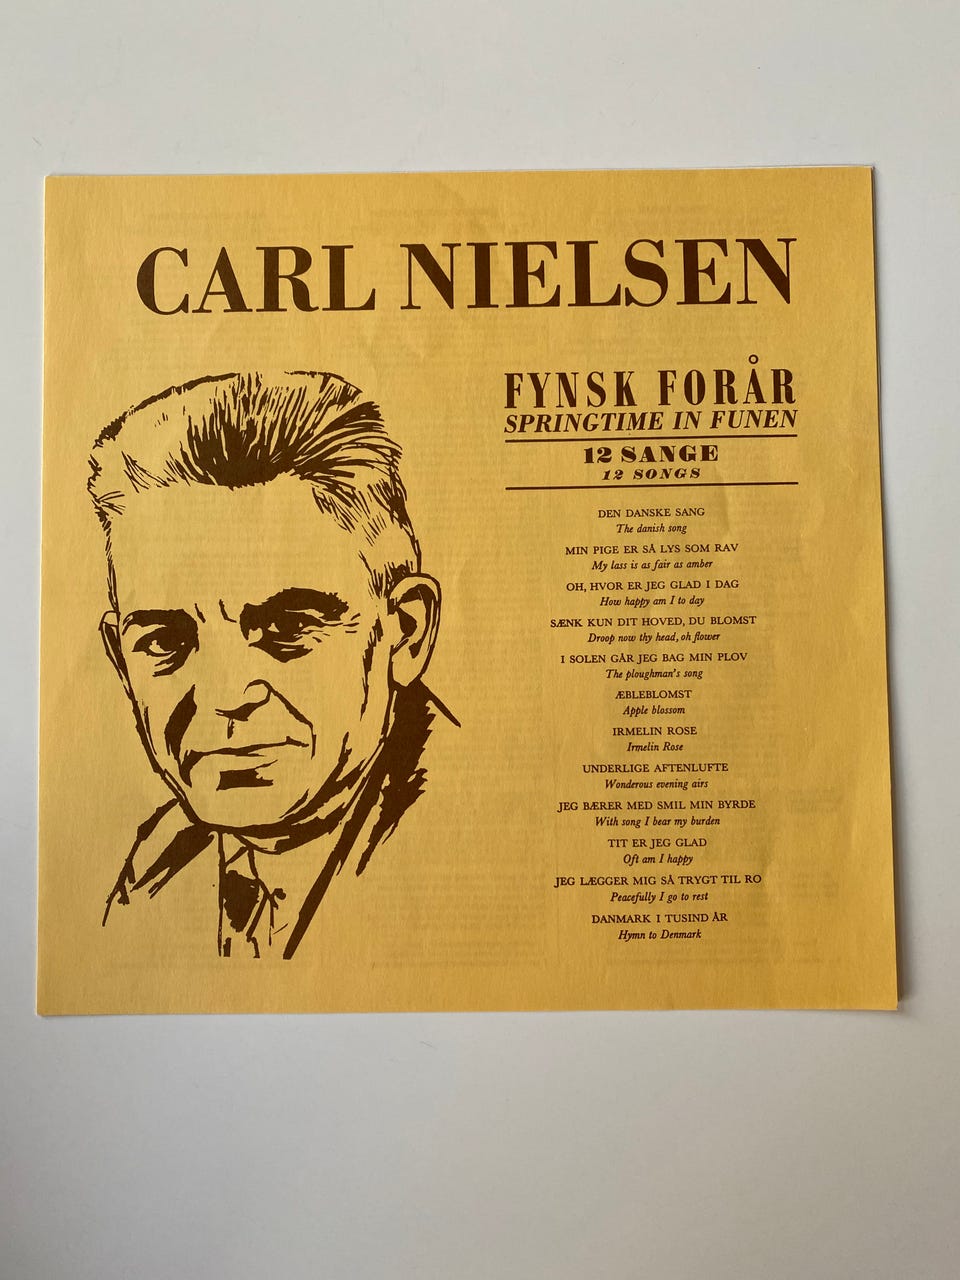 CARL NIELSEN
FYNSK FORÅR
SPRINGTIME IN FUNEN
12 SANGE
12 SONGS
DEN DANSKE SANG
The danish song
MIN PIGE ER SÅ LYS SOM RAV
My lass is as fair as amber
OH, HVOR ER JEG GLAD I DAG
How happy am I to day
SÆNK KUN DIT HOVED, DU BLOMST
Droop now thy head, oh flower
I SOLEN GÅR JEG BAG MIN PLOV
The ploughman's song
ÆBLEBLOMST
Apple blossom
IRMELIN ROSE
Irmelin Rose
UNDERLIGE AFTENLUFTE
Wonderous evening airs
JEG BÆRER MED SMIL MIN BYRDE
With song I bear my burden
TIT ER JEG GLAD
Oft am I happy
JEG LÆGGER MIG SÅ TRYGT TIL RO
Peacefully I go to rest
DANMARK I TUSIND ÅR
Hymn to Denmark